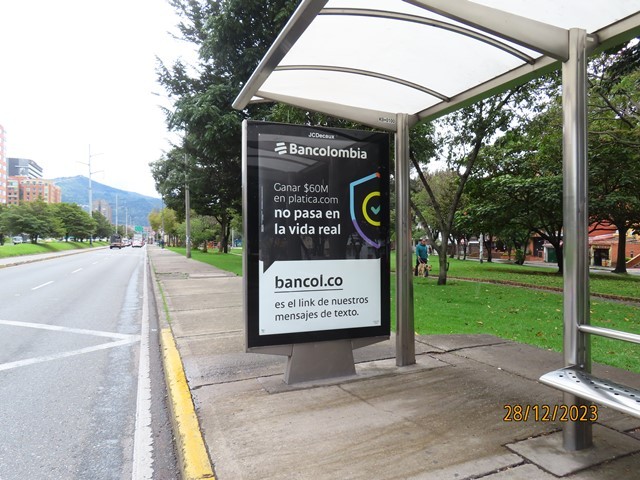 JCDecaux
Bancolombia
Ganar $60M
en platica.com
no pasa en
la vida real
bancol.co
es el link de nuestros
mensajes de texto.
28/12/2023